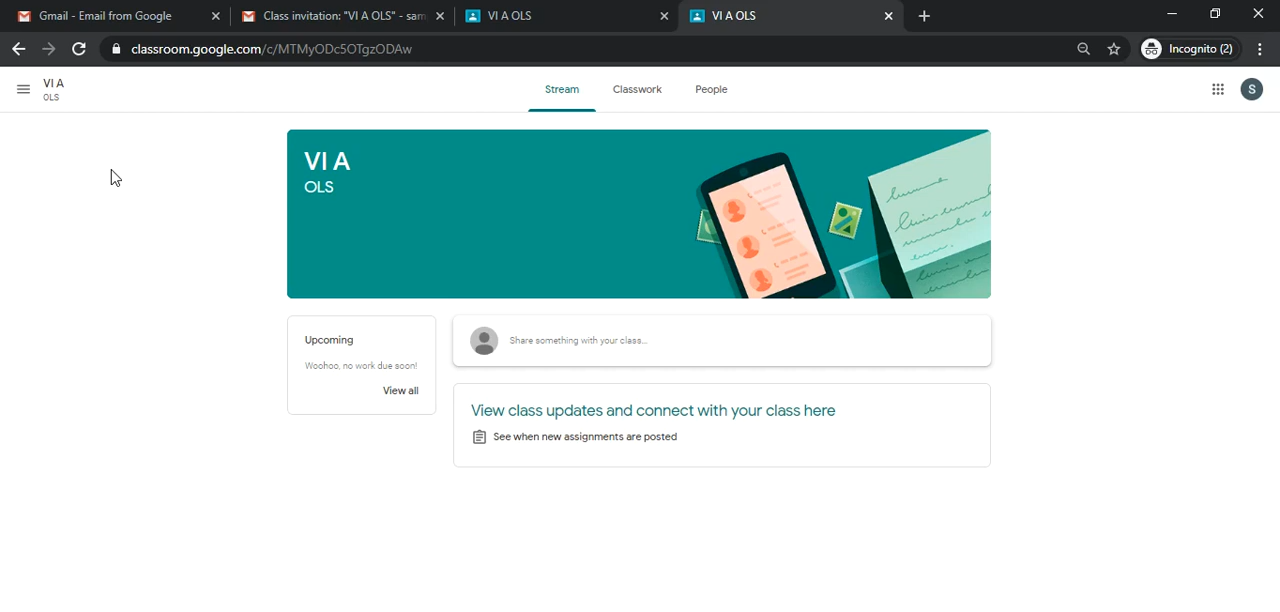 Gmail - Email from Google
Class invitation: "VI A OLS" - sam
VI A OLS
VI A OLS
classroom.google.com/c/MTMyODc5OTgzODAw
Incognito (2)
VI A
OLS
Stream
Classwork
People
S
VI A
OLS
Upcoming
Woohoo, no work due soon!
View all
Share something with your class...
View class updates and connect with your class here
See when new assignments are posted